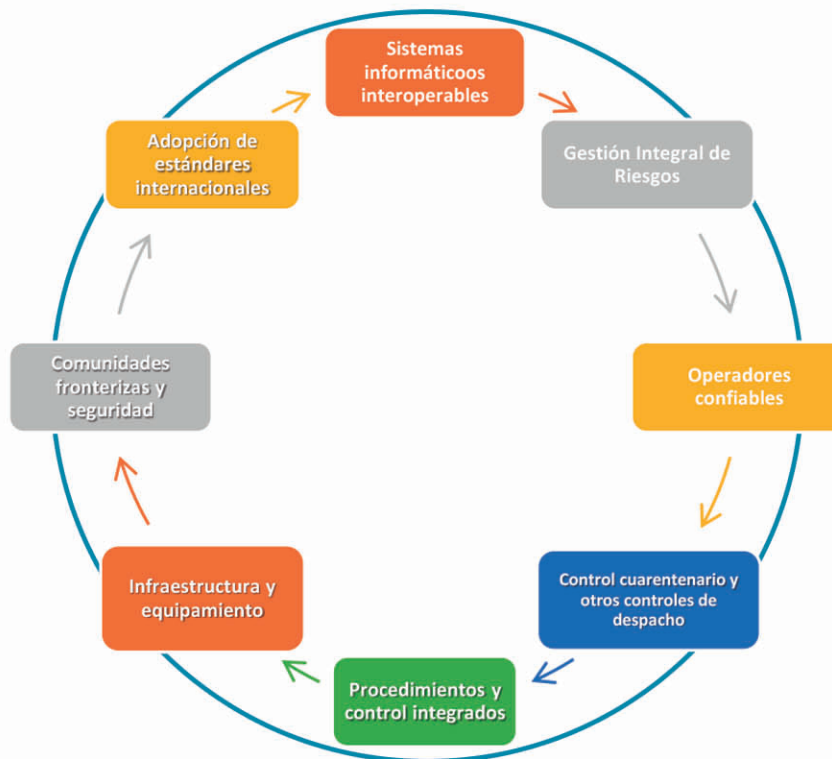 Sistemas
informáticoos
interoperables
Gestión Integral de
Riesgos
Operadores
confiables
Control cuarentenario y
otros controles de
despacho
Procedimientos y
control integrados
Infraestructura y
equipamiento
Comunidades
fronterizas y
seguridad
Adopción de
estándares
internacionales